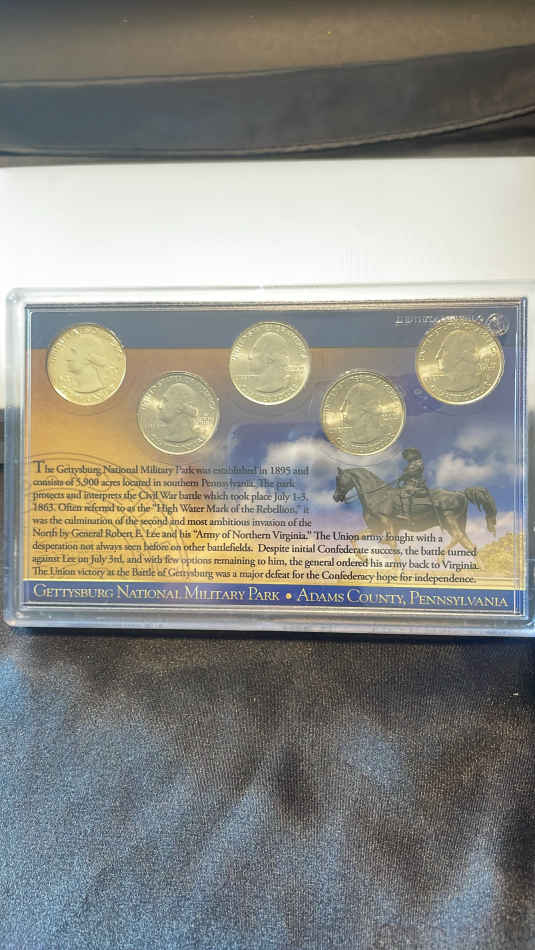 The Gettysburg National Military Park was established in 1895 and
consists of 5,900 acres located in southern Pennsylvania. The park
protects and interprets the Civil War battle which took place July 1-3,
1863. Often referred to as the "High Water Mark of the Rebellion," it
was the culmination of the second and most ambitious invasion of the
North by General Robert E. Lee and his "Army of Northern Virginia." The Union army fought with a
desperation not always seen before on other battlefields. Despite initial Confederate success, the battle turned
against Lee on July 3rd, and with few options remaining to him, the general ordered his army back to Virginia.
The Union victory at the Battle of Gettysburg was a major defeat for the Confederacy hope for independence.
GETTYSBURG NATIONAL MILITARY PARK • ADAMS COUNTY, PENNSYLVANIA